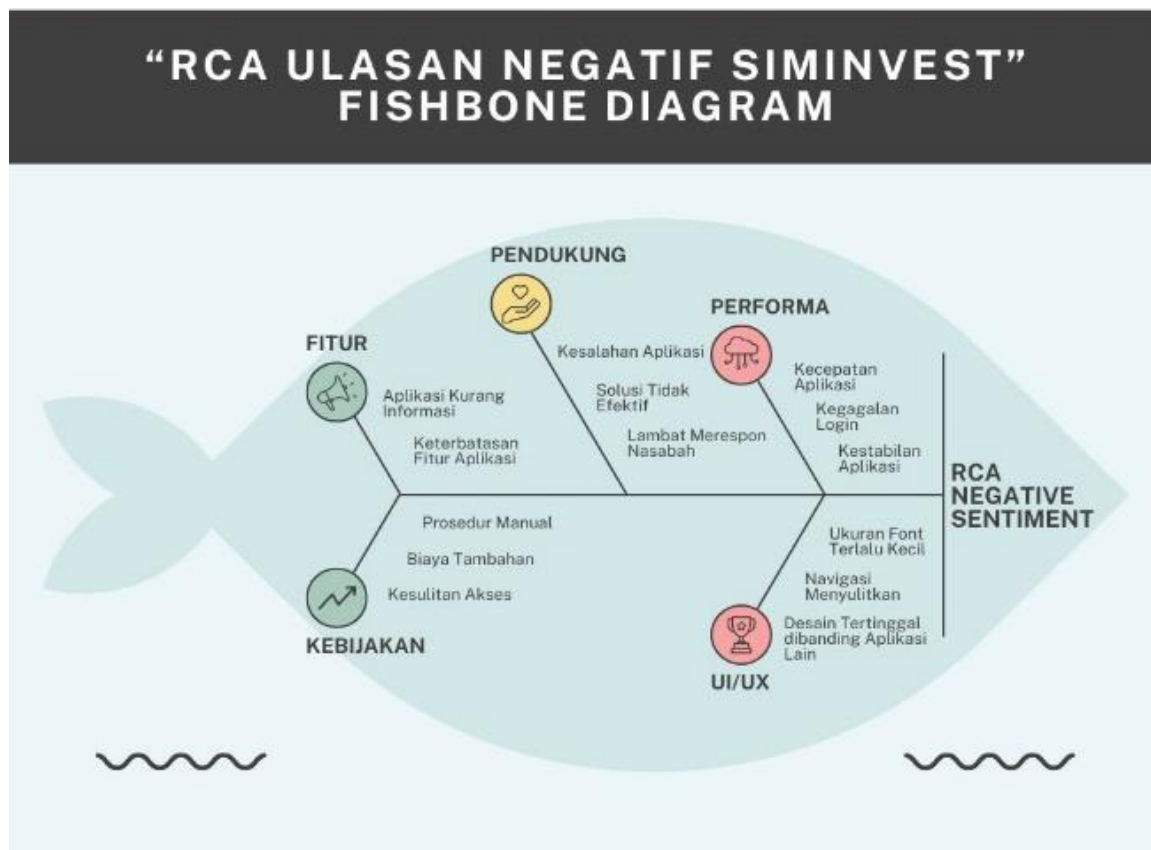 “RCA ULASAN NEGATIF SIMINVEST”
FISHBONE DIAGRAM
PENDUKUNG
Kesalahan Aplikasi
Solusi Tidak
Efektif
Lambat Merespon
Nasabah
PERFORMA
Kecepatan
Aplikasi
Kegagalan
Login
Kestabilan
Aplikasi
FITUR
Aplikasi Kurang
Informasi
Keterbatasan
Fitur Aplikasi
RCA
NEGATIVE
SENTIMENT
Prosedur Manual
Biaya Tambahan
Kesulitan Akses
KEBIJAKAN
Ukuran Font
Terlalu Kecil
Navigasi
Menyulitkan
Desain Tertinggal
dibanding Aplikasi
Lain
UI/UX